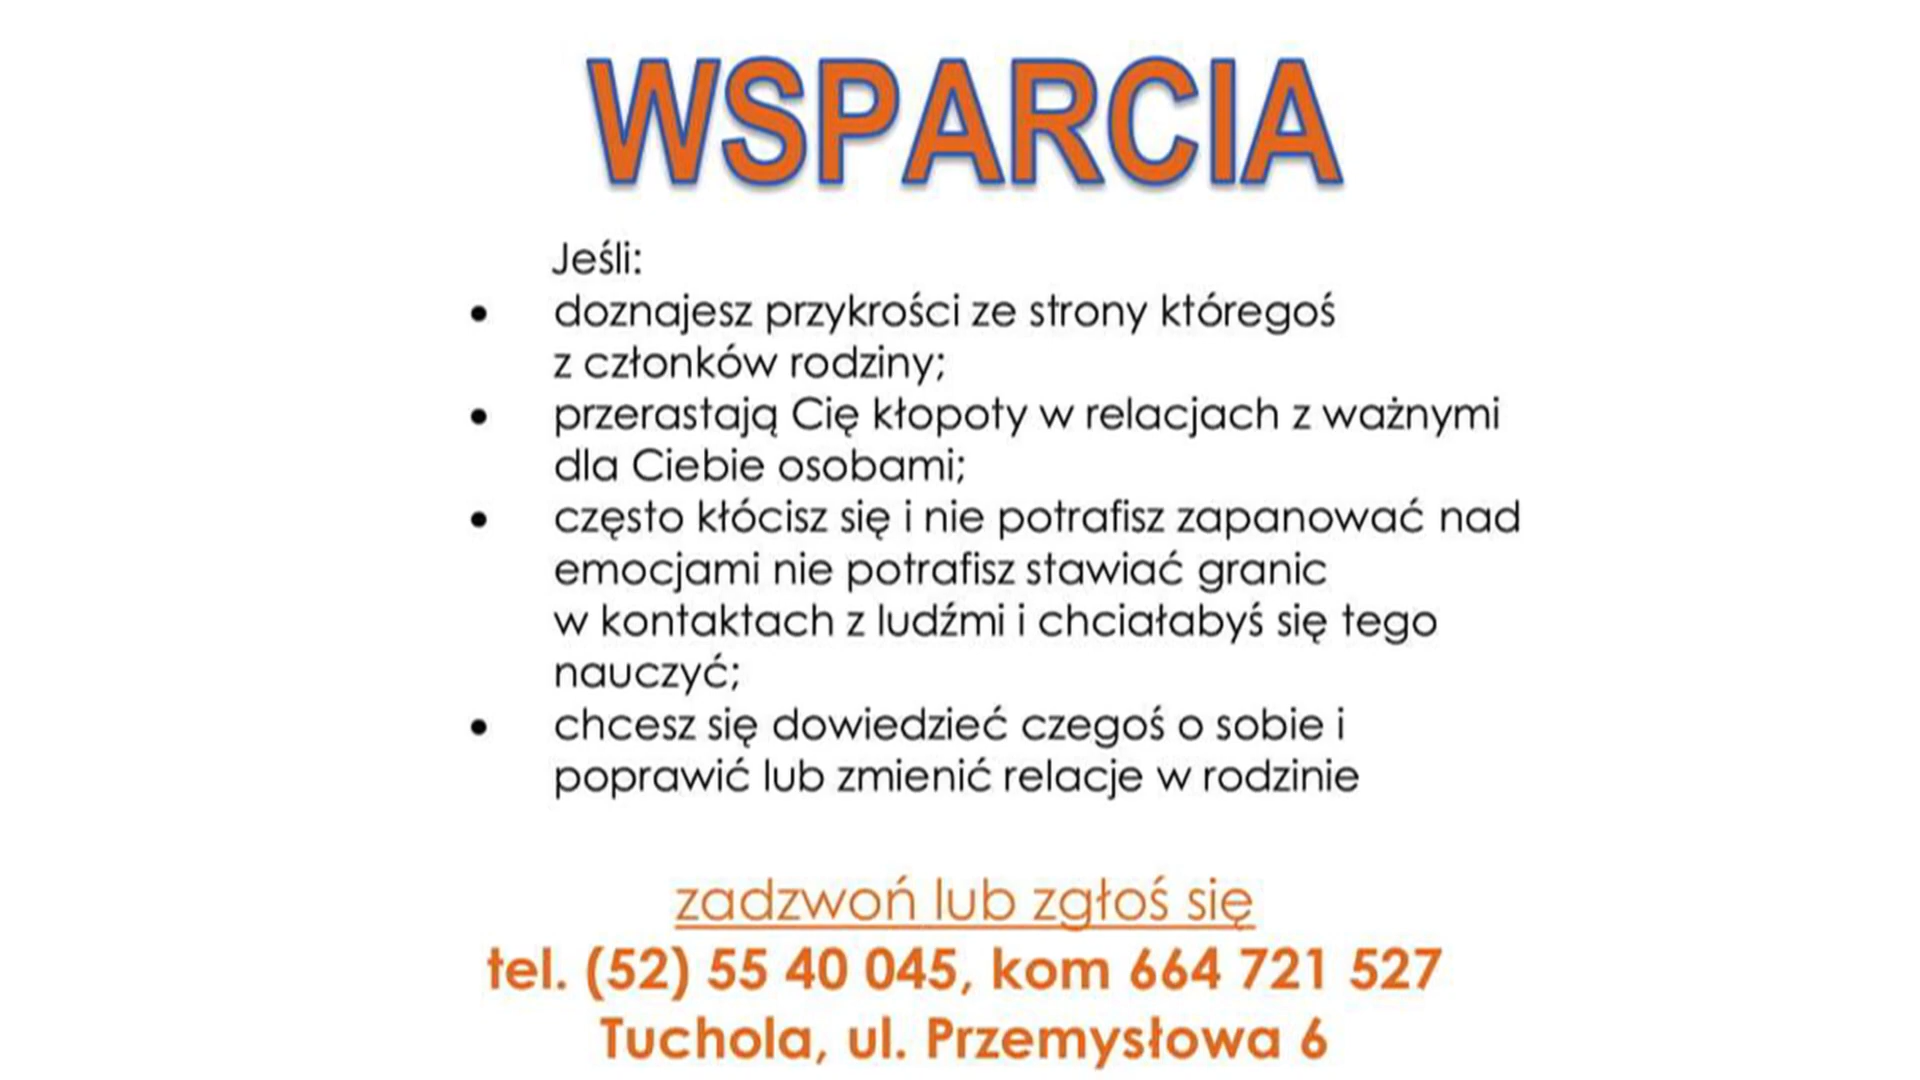 WSPARCIA
Jeśli:
• doznajesz przykrości ze strony któregoś
z członków rodziny;
• przerastają Cię kłopoty w relacjach z ważnymi
dla Ciebie osobami;
• często kłócisz się i nie potrafisz zapanować nad
emocjami nie potrafisz stawiać granic
w kontaktach z ludźmi i chciałabyś się tego
nauczyć;
• chcesz się dowiedzieć czegoś o sobie i
poprawić lub zmienić relacje w rodzinie
zadzwoń lub zgłoś się
tel. (52) 55 40 045, kom 664 721 527
Tuchola, ul. Przemysłowa 6